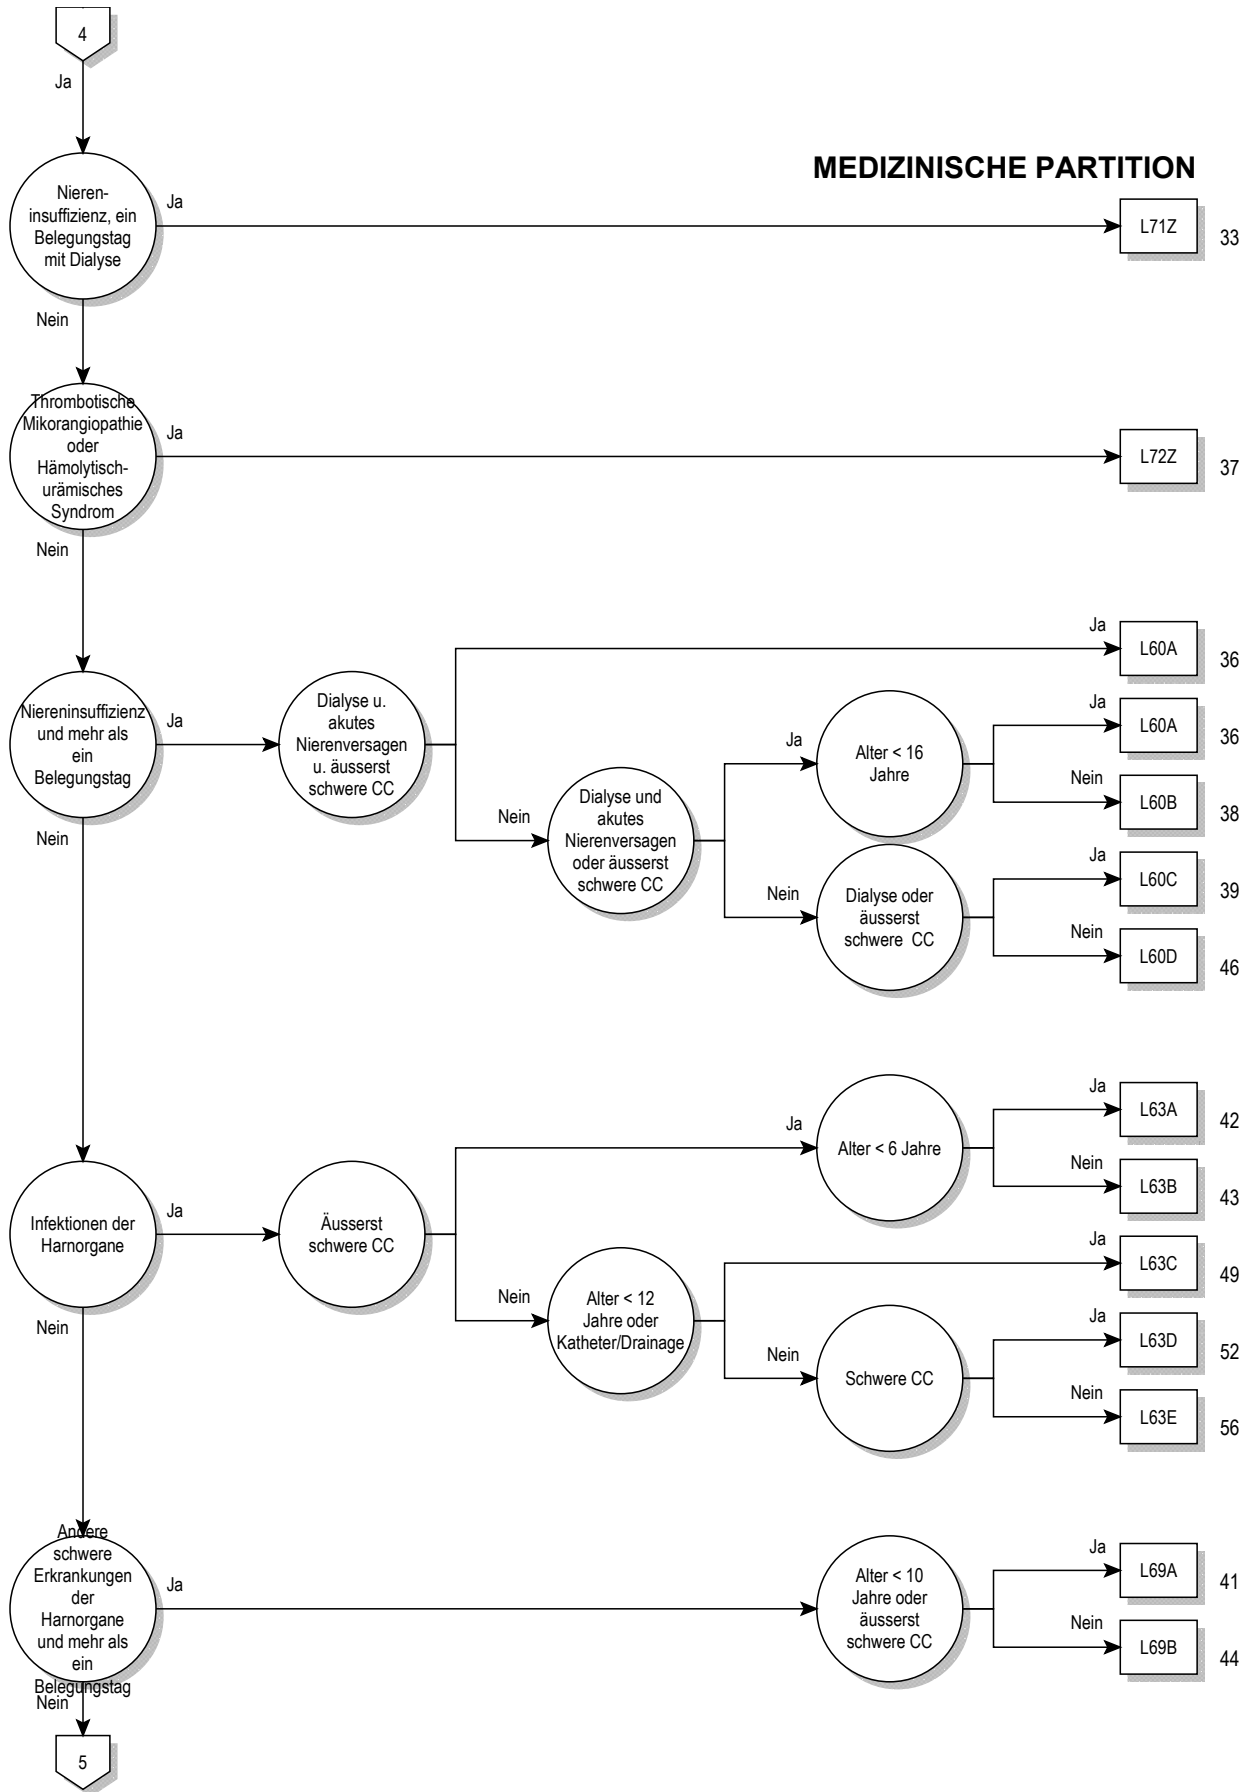 4
Ja
MEDIZINISCHE PARTITION
Nieren-
insuffizienz, ein
Belegungstag
mit Dialyse
Ja
L71Z
33
Nein
Thrombotische
Mikorangiopathie
oder
Hämolytisch-
urämisches
Syndrom
Ja
L72Z
37
Nein
Niereninsuffizienz
und mehr als
ein
Belegungstag
Ja
Dialyse u.
akutes
Nierenversagen
u. äusserst
schwere CC
Ja
L60A
36
Nein
Dialyse und
akutes
Nierenversagen
oder äusserst
schwere CC
Ja
Alter < 16
Jahre
Ja
L60A
36
Nein
L60B
38
Nein
Dialyse oder
äusserst
schwere CC
Ja
L60C
39
Nein
L60D
46
Nein
Infektionen der
Harnorgane
Ja
Äusserst
schwere CC
Ja
Alter < 6 Jahre
Ja
L63A
42
Nein
L63B
43
Nein
Alter < 12
Jahre oder
Katheter/Drainage
Ja
L63C
49
Nein
Schwere CC
Ja
L63D
52
Nein
L63E
56
Nein
Andere
schwere
Erkrankungen
der
Harnorgane
und mehr als
ein
Belegungstag
Ja
Alter < 10
Jahre oder
äusserst
schwere CC
Ja
L69A
41
Nein
L69B
44
Nein
5